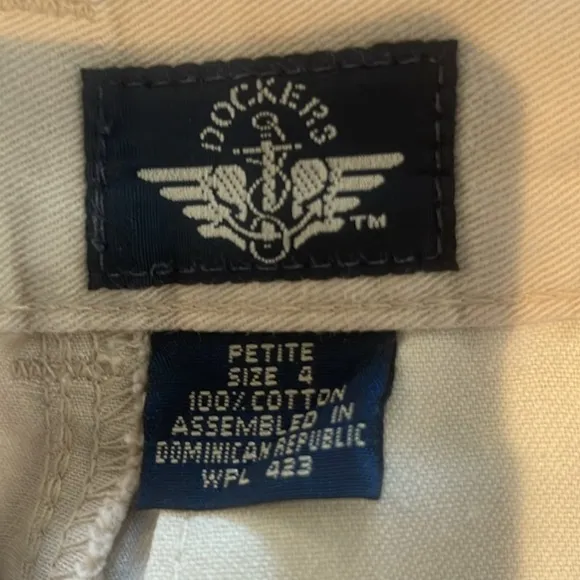 DOCKERS
TM
PETITE
SIZE 4
100% COTTON
ASSEMBLED IN
DOMINICAN REPUBLIC
WPL 423